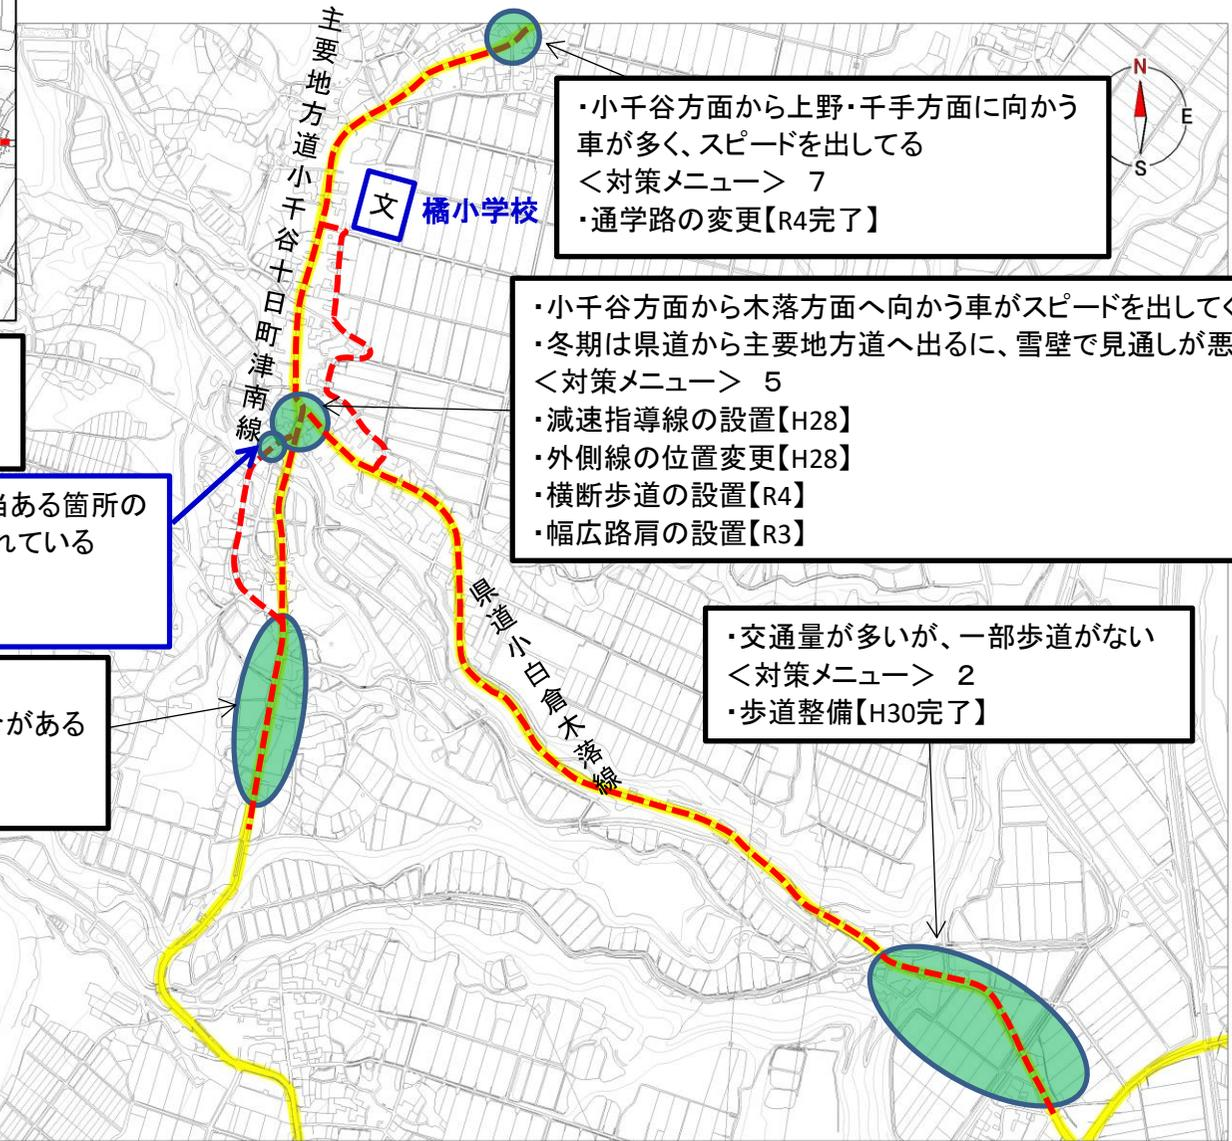 主要地方道小千谷十日町津南線
N
E
S
・小千谷方面から上野・千手方面に向かう
車が多く、スピードを出してる
＜対策メニュー＞　7
・通学路の変更【R4完了】
文
橘小学校
・小千谷方面から木落方面へ向かう車がスピードを出して
・冬期は県道から主要地方道へ出るに、雪壁で見通しが悪
＜対策メニュー＞　5
・減速指導線の設置【H28】
・外側線の位置変更【H28】
・横断歩道の設置【R4】
・幅広路肩の設置【R3】
当ある箇所の
れている
がある
県道小白倉木落線
・交通量が多いが、一部歩道がない
＜対策メニュー＞　2
・歩道整備【H30完了】